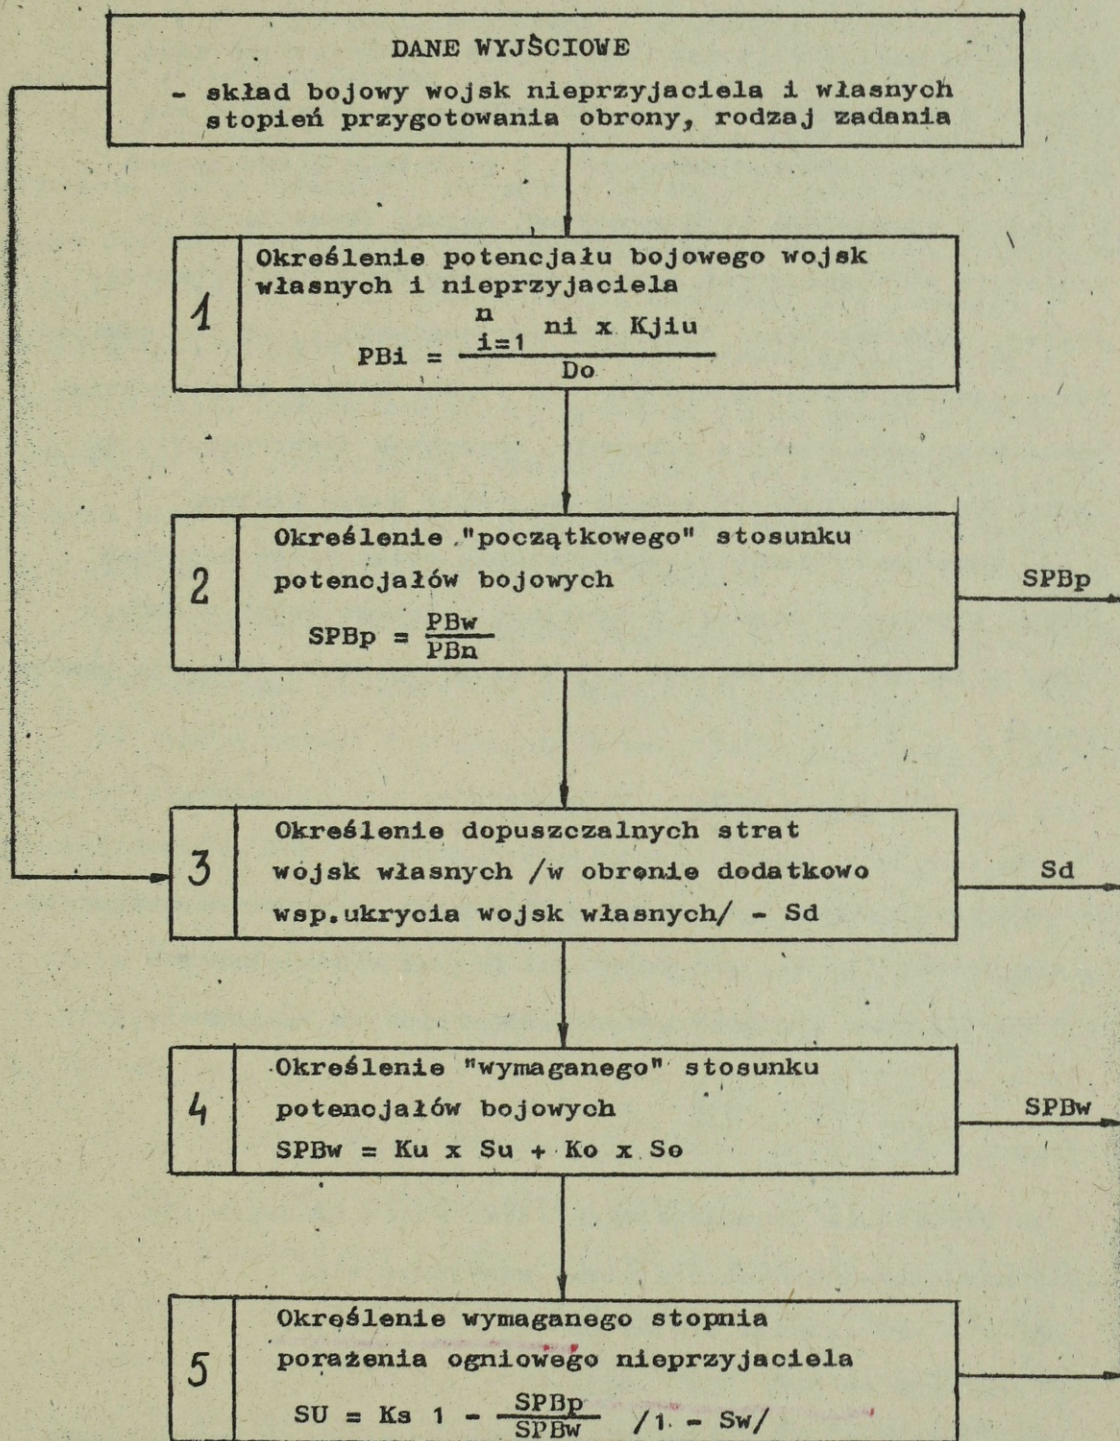 DANE WYJŚCIOWE
- skład bojowy wojsk nieprzyjaciela i własnych
stopień przygotowania obrony, rodzaj zadania
1
Określenie potencjału bojowego wojsk
własnych i nieprzyjaciela
n
i=1 ni x Kjiu
PBi =
Do
2
Określenie "początkowego" stosunku
potencjałów bojowych
SPBp = PBw
PBn
SPBp
3
Określenie dopuszczalnych strat
wojsk własnych /w obronie dodatkowo
wsp.ukrycia wojsk własnych/ - Sd
Sd
4
Określenie "wymaganego" stosunku
potencjałów bojowych
SPBw = Ku x Su + Ko x So
SPBw
5
Określenie wymaganego stopnia
porażenia ogniowego nieprzyjaciela
SU = Ks 1 - SPBp /1 - Sw/
SPBw